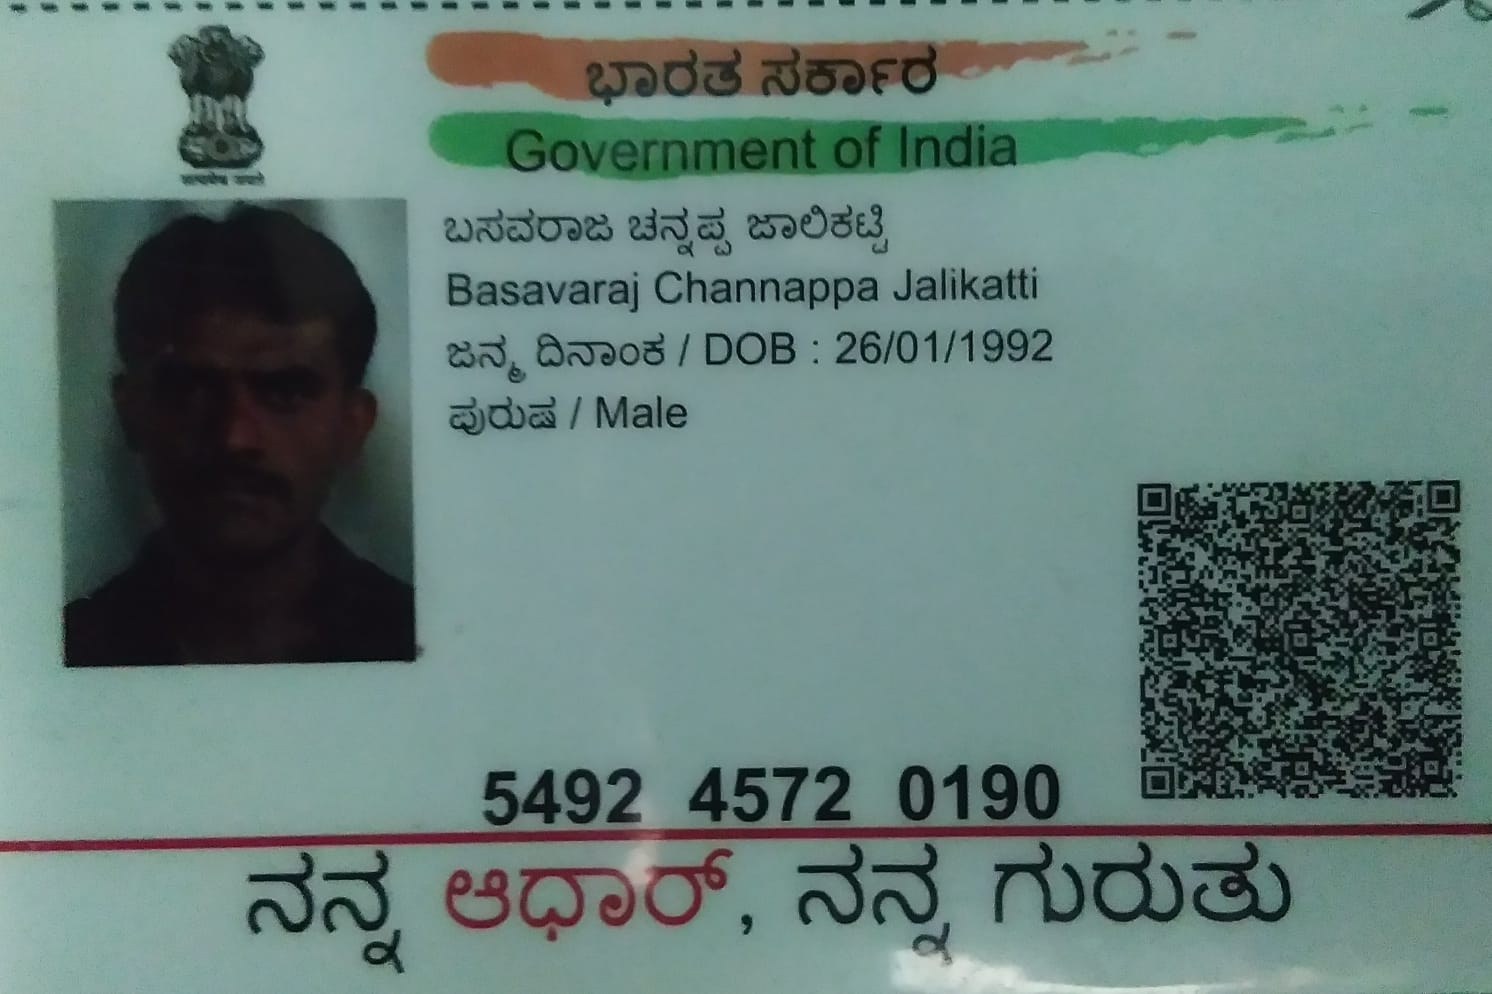 ಭಾರತ ಸರ್ಕಾರ
Government of India
ಬಸವರಾಜ ಚನ್ನಪ್ಪ ಜಾಲಿಕಟ್ಟಿ
Basavaraj Channappa Jalikatti
ಜನ್ಮ ದಿನಾಂಕ / DOB : 26/01/1992
ಪುರುಷ / Male
5492 4572 0190
ನನ್ನ ಆಧಾರ್, ನನ್ನ ಗುರುತು